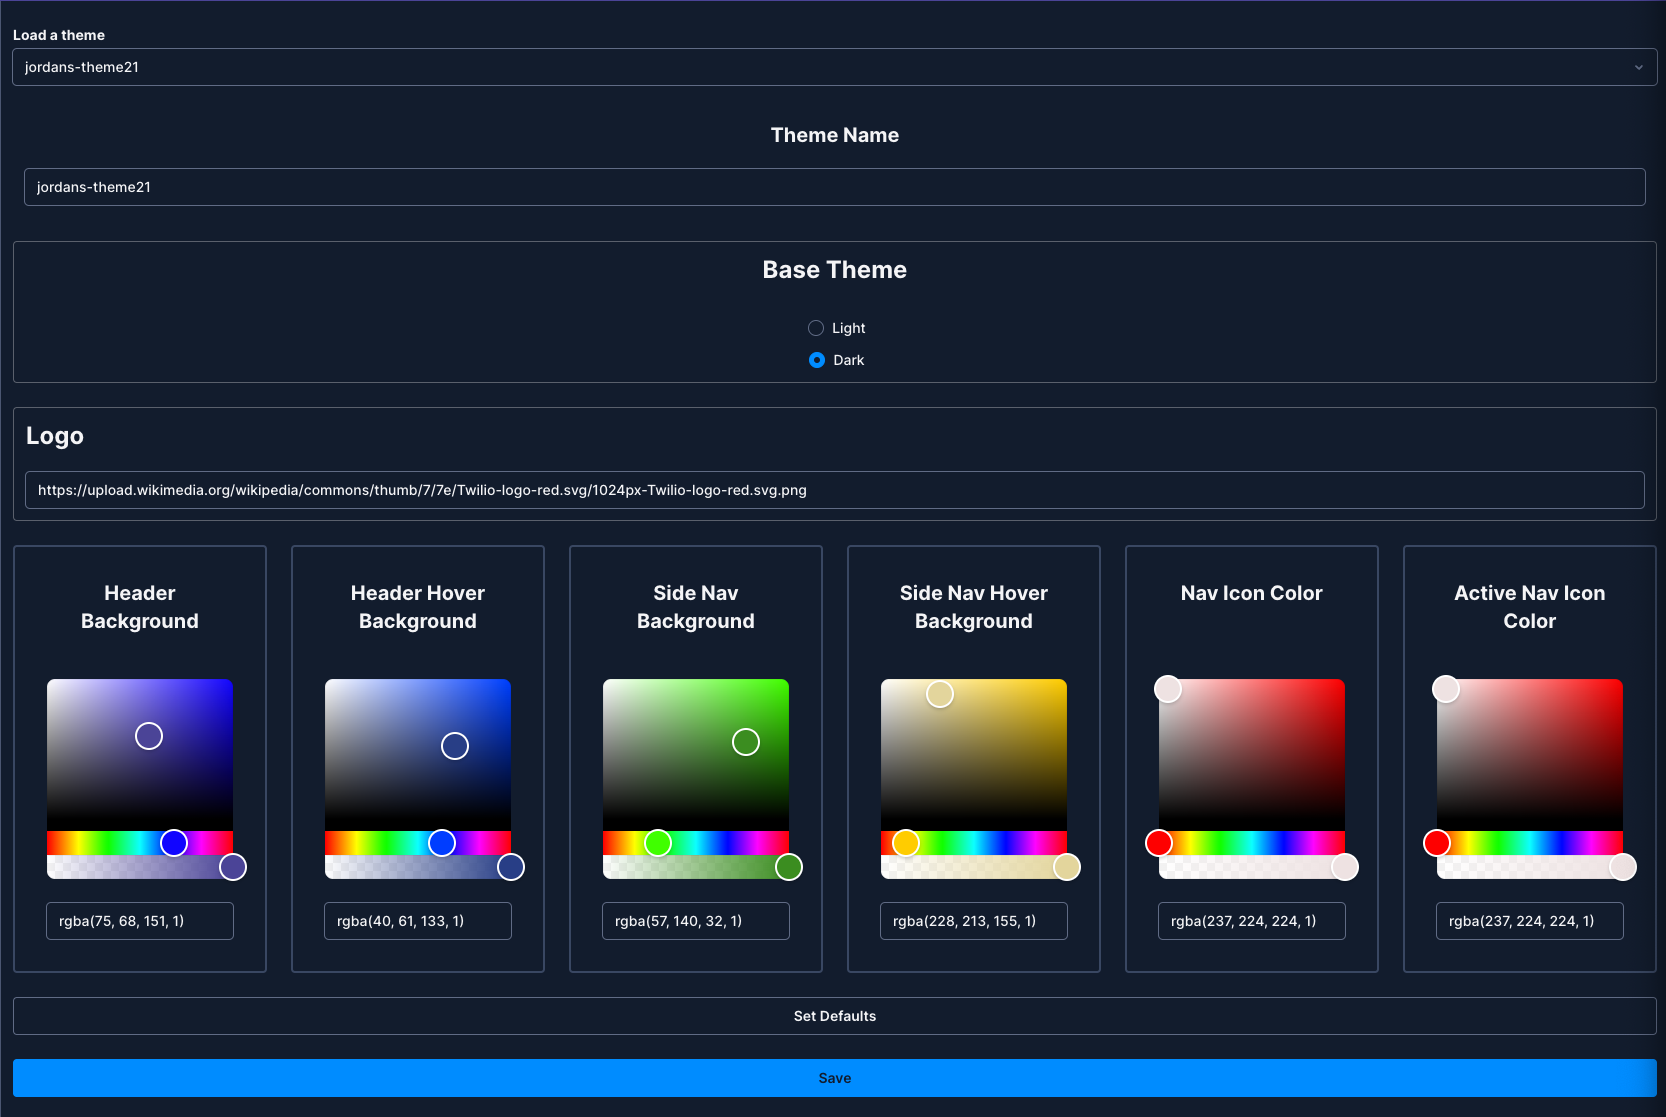 Load a theme
jordans-theme21
Theme Name
jordans-theme21
Base Theme
Light
Dark
Logo
https://upload.wikimedia.org/wikipedia/commons/thumb/7/7e/Twilio-logo-red.svg/1024px-Twilio-logo-red.svg.png
Header
Background
rgba(75, 68, 151, 1)
Header Hover
Background
rgba(40, 61, 133, 1)
Side Nav
Background
rgba(57, 140, 32, 1)
Side Nav Hover
Background
rgba(228, 213, 155, 1)
Nav Icon Color
rgba(237, 224, 224, 1)
Active Nav Icon
Color
rgba(237, 224, 224, 1)
Set Defaults
Save